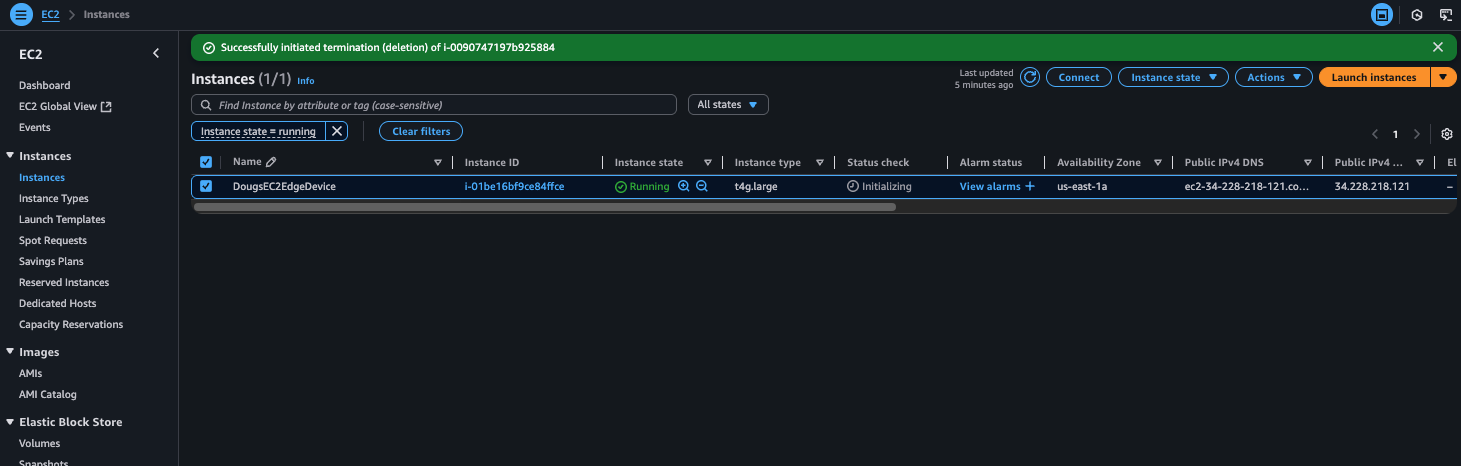 EC2 > Instances
EC2
Dashboard
EC2 Global View
Events
Instances
Instances
Instance Types
Launch Templates
Spot Requests
Savings Plans
Reserved Instances
Dedicated Hosts
Capacity Reservations
Images
AMIs
AMI Catalog
Elastic Block Store
Volumes
Snapshots
Successfully initiated termination (deletion) of i-0090747197b925884
Instances (1/1) Info
Last updated
5 minutes ago
Connect
Instance state
Actions
Launch instances
Find Instance by attribute or tag (case-sensitive)
All states
Instance state = running
Clear filters
1
Name Instance ID Instance state Instance type Status check Alarm status Availability Zone Public IPv4 DNS Public IPv4 ... El
DougsEC2EdgeDevice i-01be16bf9ce84ffce Running t4g.large Initializing View alarms + us-east-1a ec2-34-228-218-121.co... 34.228.218.121 –